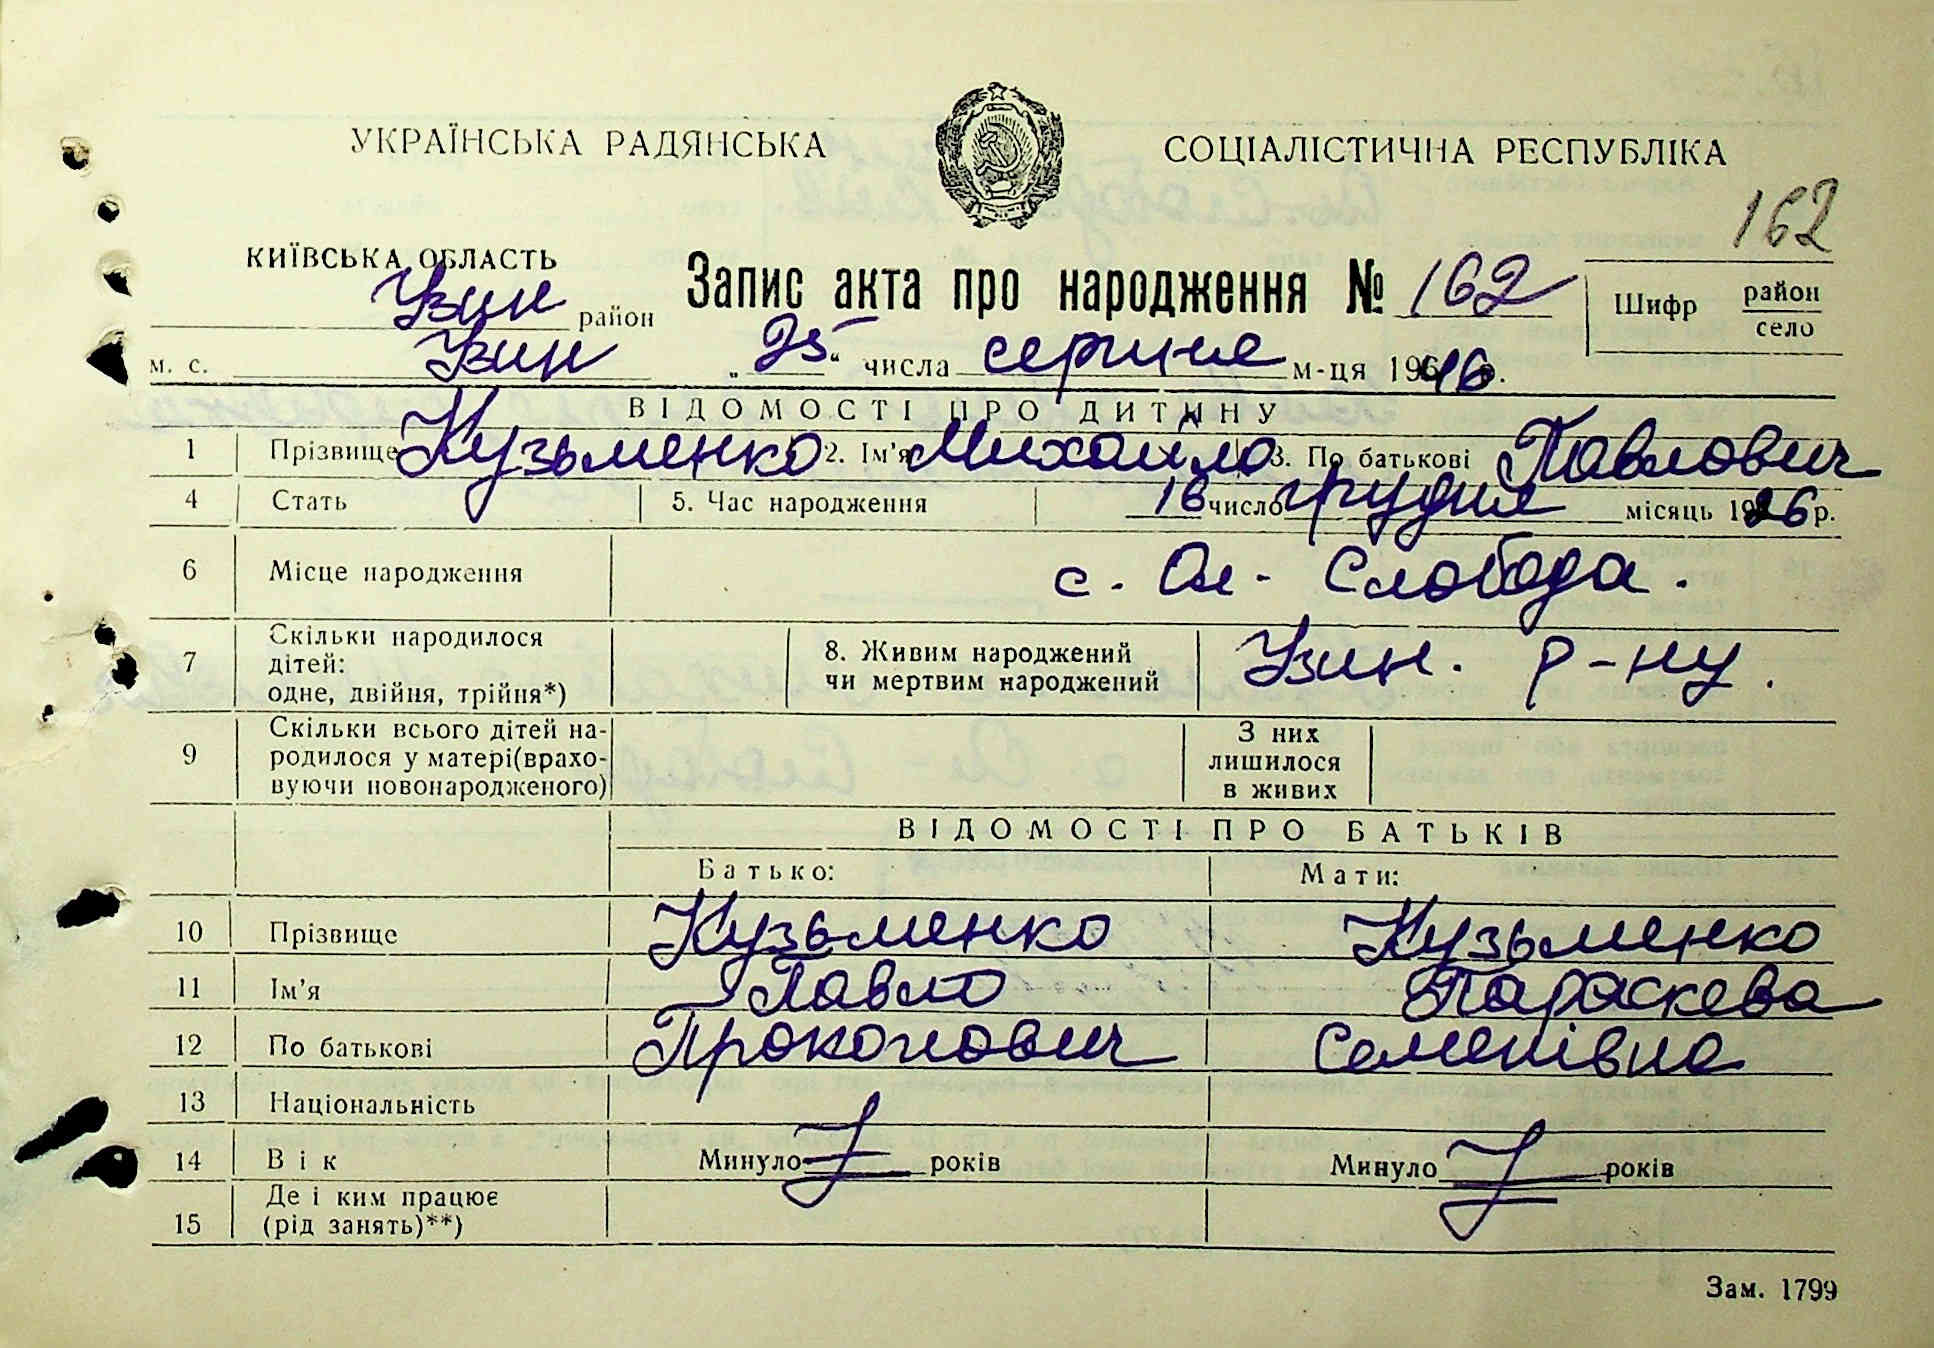 УКРАЇНСЬКА РАДЯНСЬКА СОЦІАЛІСТИЧНА РЕСПУБЛІКА
162
КИЇВСЬКА ОБЛАСТЬ
Узин район
Запис акта про народження № 162
Шифр район село
м. с. Узин „25“ числа серпня м-ця 1946 р.
ВІДОМОСТІ ПРО ДИТИНУ
1 Прізвище Кузьменко 2. Ім'я Михайло 3. По батькові Павлович
4 Стать 5. Час народження 16 число грудня місяць 1926 р.
6 Місце народження с. Ол- Слобода.
7 Скільки народилося дітей: одне, двійня, трійня*) 8. Живим народжений чи мертвим народжений Узин. р-ну.
9 Скільки всього дітей на-
родилося у матері(врахо-
вуючи новонародженого)
З них лишилося в живих
ВІДОМОСТІ ПРО БАТЬКІВ
Батько: Мати:
10 Прізвище Кузьменко Кузьменко
11 Ім'я Павло Параскева
12 По батькові Прокопович Семенівна
13 Національність
14 Вік Минуло років Минуло років
15 Де і ким працює (рід занять)**)
Зам. 1799